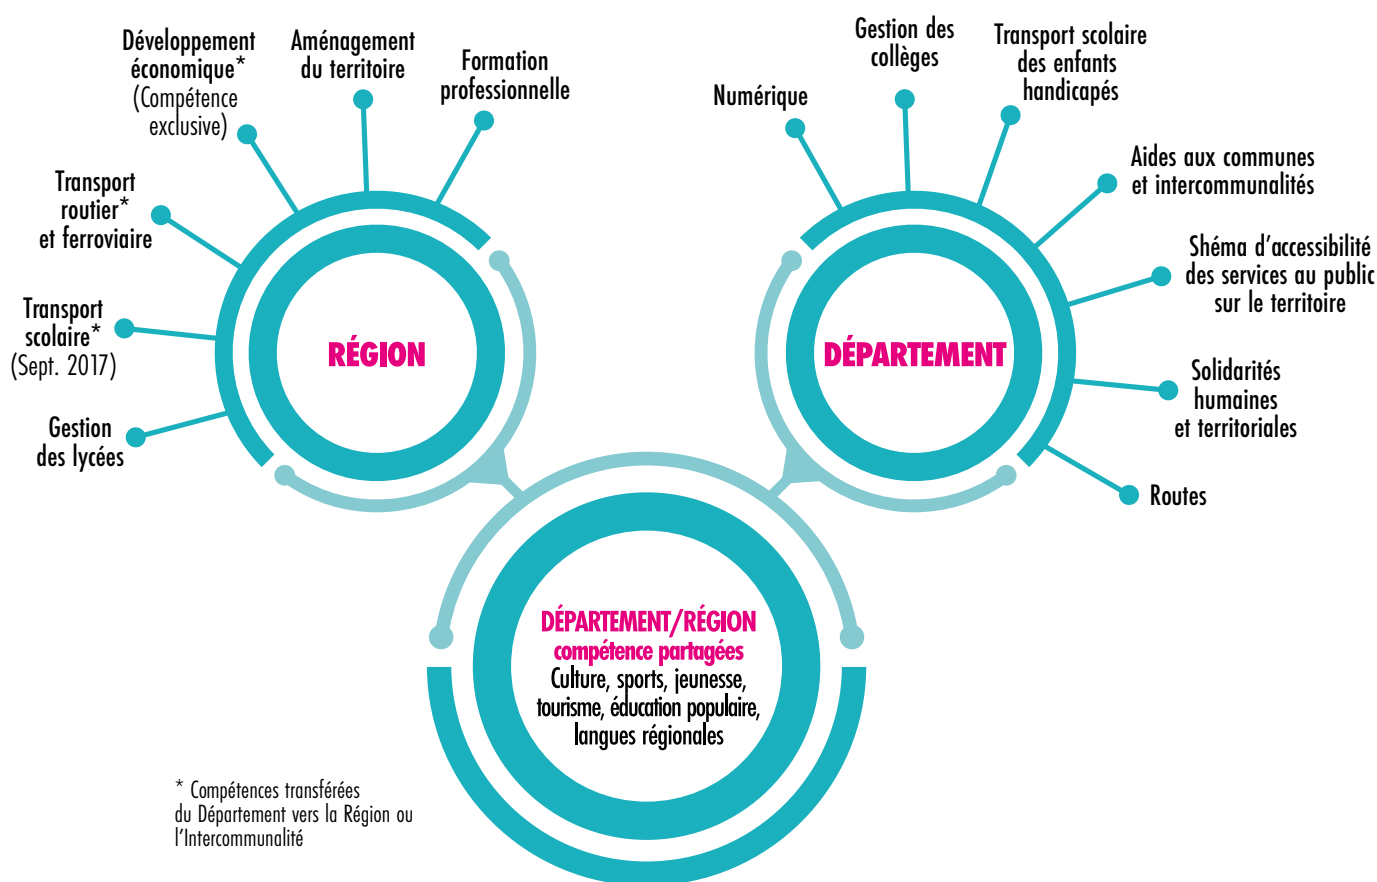 Développement
économique*
(Compétence
exclusive)
Aménagement
du territoire
Formation
professionnelle
Transport
routier*
et ferroviaire
Transport
scolaire*
(Sept. 2017)
Gestion
des lycées
RÉGION
Numérique
Gestion des
collèges
Transport scolaire
des enfants
handicapés
Aides aux communes
et intercommunalités
Shéma d'accessibilité
des services au public
sur le territoire
Solidarités
humaines
et territoriales
Routes
DÉPARTEMENT
DÉPARTEMENT/RÉGION
compétence partagées
Culture, sports, jeunesse,
tourisme, éducation populaire,
langues régionales
* Compétences transférées
du Département vers la Région ou
l'Intercommunalité